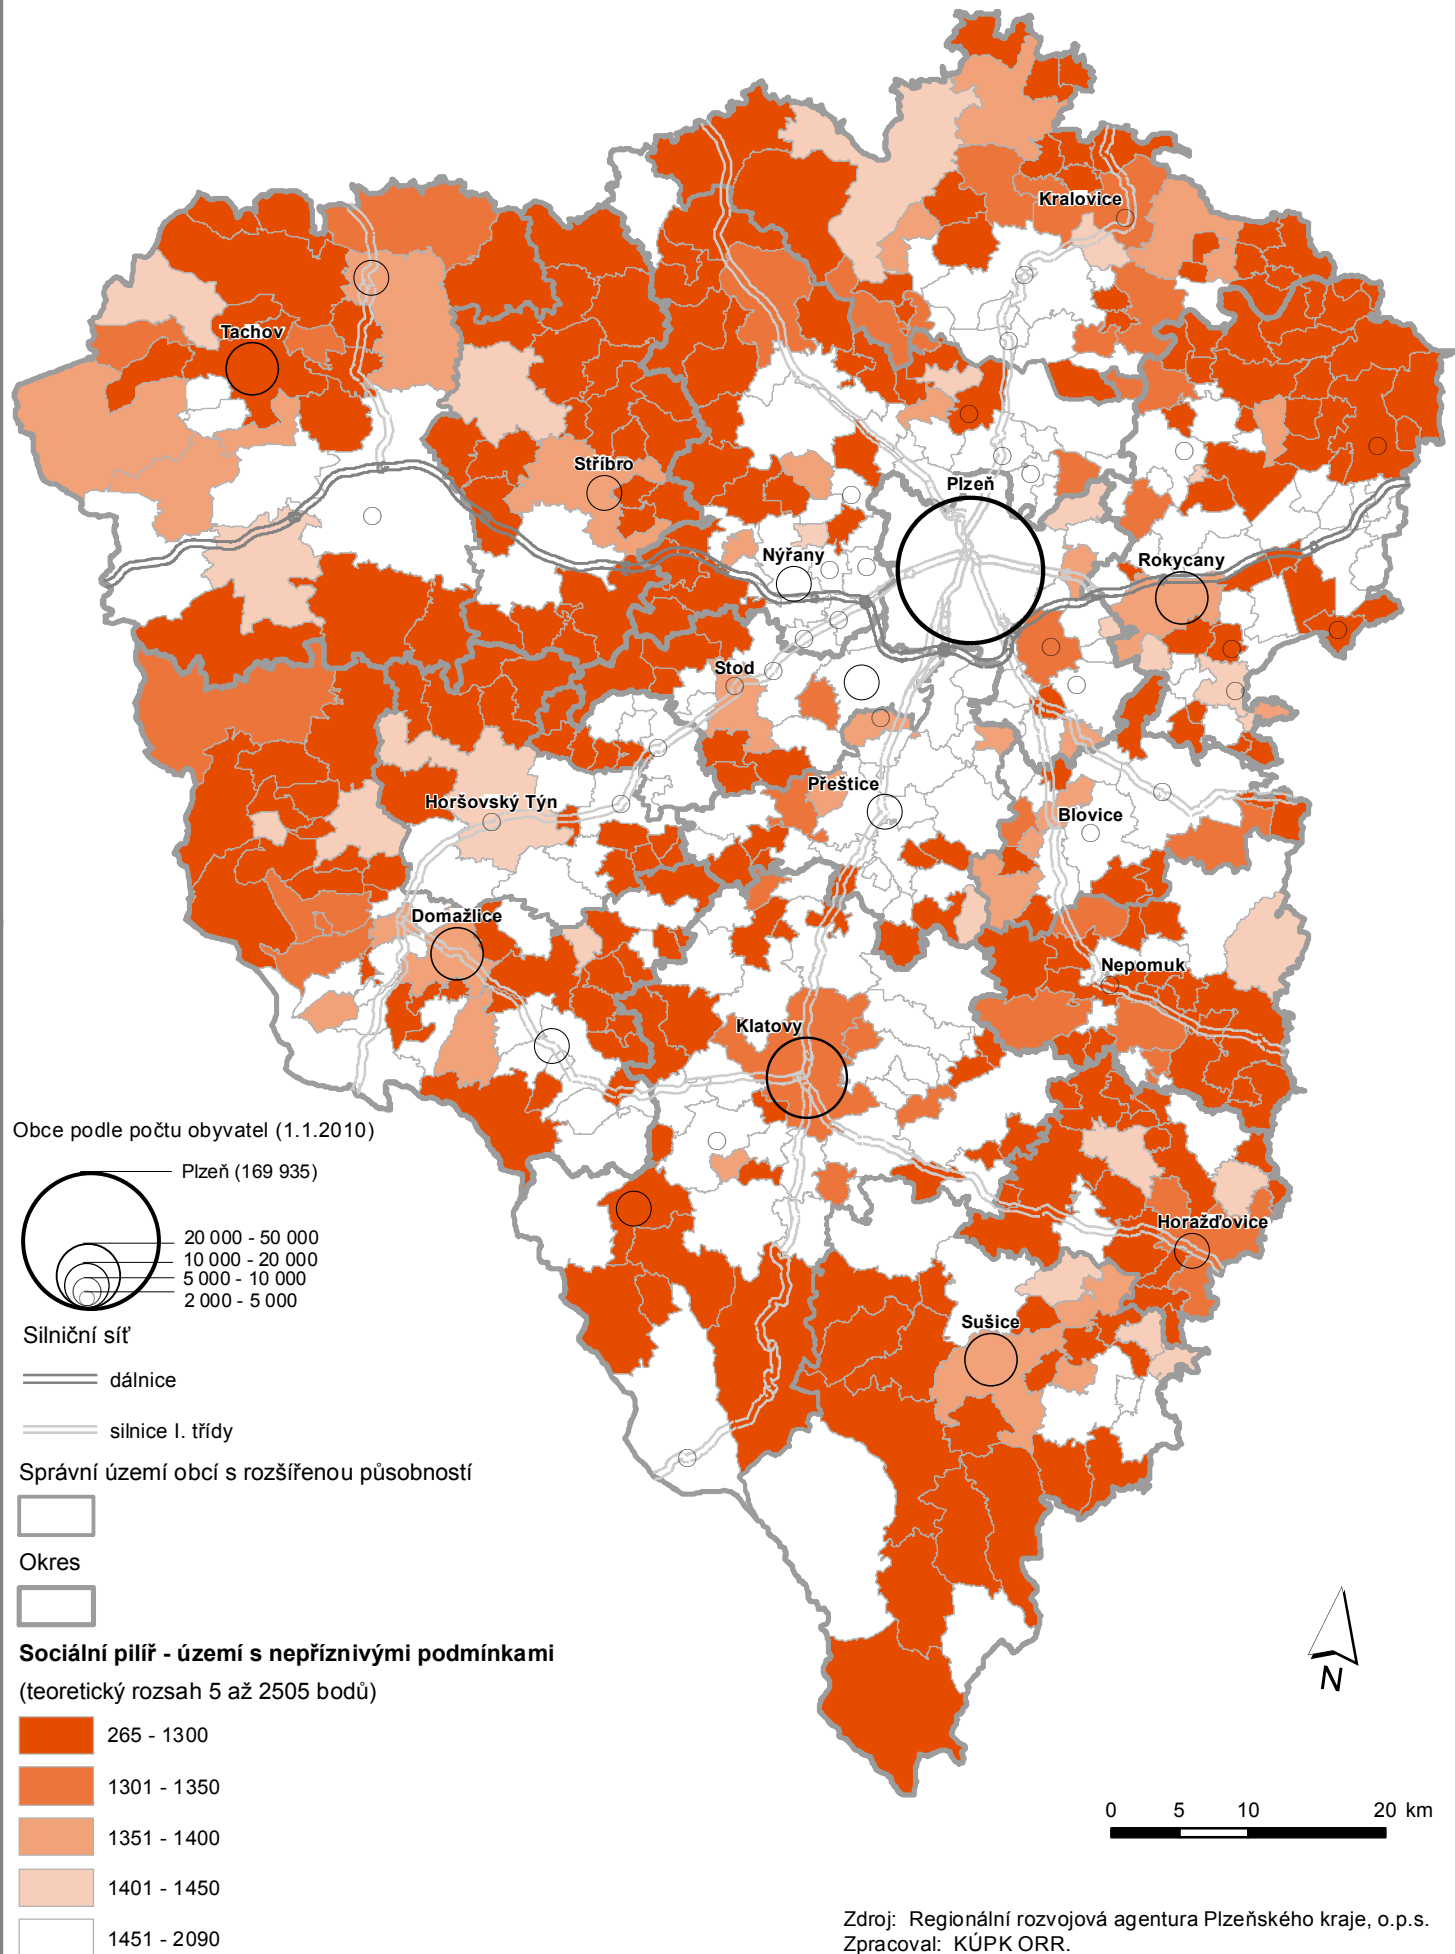 Kralovice
Tachov
Stříbro
Plzeň
Nýřany
Rokycany
Stod
Přeštice
Horšovský Týn
Blovice
Domažlice
Nepomuk
Klatovy
Horažďovice
Sušice
Obce podle počtu obyvatel (1.1.2010)
Plzeň (169 935)
20 000 - 50 000
10 000 - 20 000
5 000 - 10 000
2 000 - 5 000
Silniční síť
dálnice
silnice I. třídy
Správní území obcí s rozšířenou působností
Okres
Sociální pilíř - území s nepříznivými podmínkami
(teoretický rozsah 5 až 2505 bodů)
265 - 1300
1301 - 1350
1351 - 1400
1401 - 1450
1451 - 2090
N
0 5 10 20 km
Zdroj: Regionální rozvojová agentura Plzeňského kraje, o.p.s.
Zpracoval: KÚPK ORR.